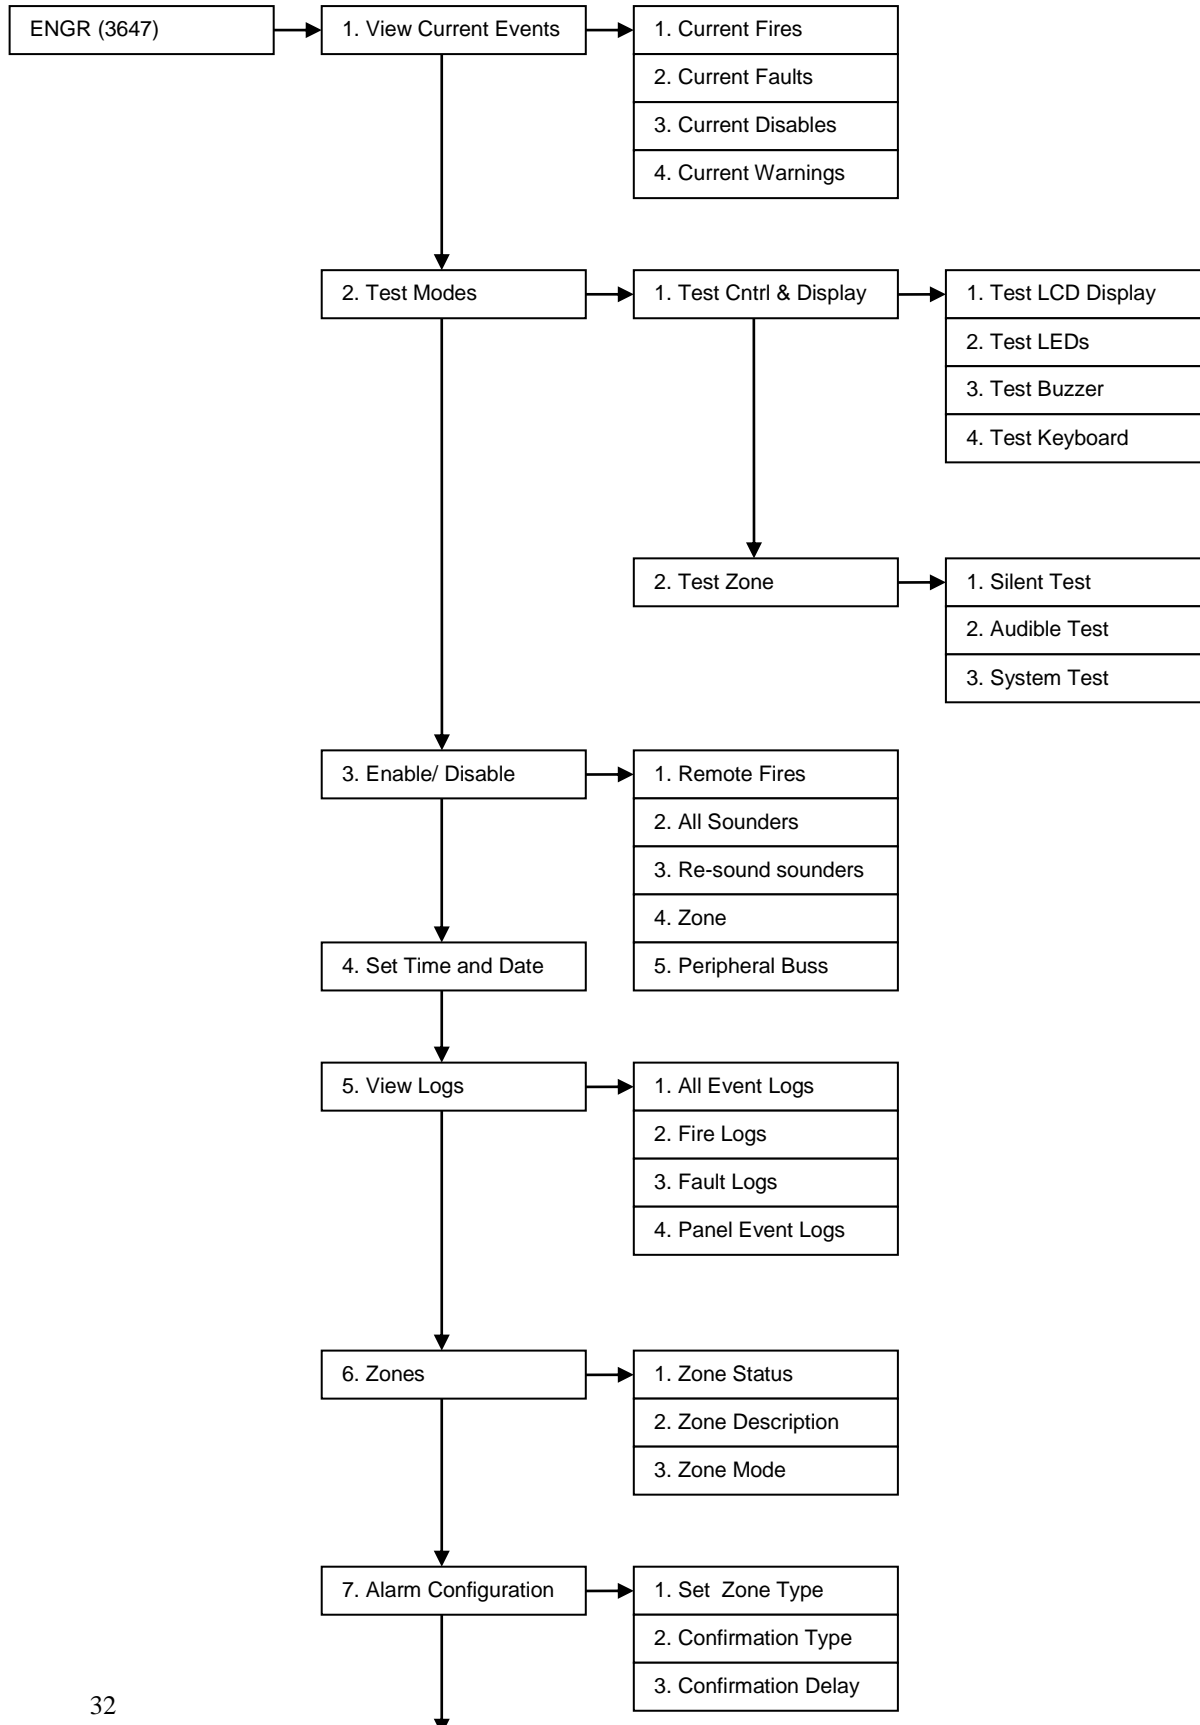 ENGR (3647)
1. View Current Events
1. Current Fires
2. Current Faults
3. Current Disables
4. Current Warnings
2. Test Modes
1. Test Cntrl & Display
1. Test LCD Display
2. Test LEDs
3. Test Buzzer
4. Test Keyboard
2. Test Zone
1. Silent Test
2. Audible Test
3. System Test
3. Enable/ Disable
1. Remote Fires
2. All Sounders
3. Re-sound sounders
4. Zone
5. Peripheral Buss
4. Set Time and Date
5. View Logs
1. All Event Logs
2. Fire Logs
3. Fault Logs
4. Panel Event Logs
6. Zones
1. Zone Status
2. Zone Description
3. Zone Mode
7. Alarm Configuration
1. Set  Zone Type
2. Confirmation Type
3. Confirmation Delay
32